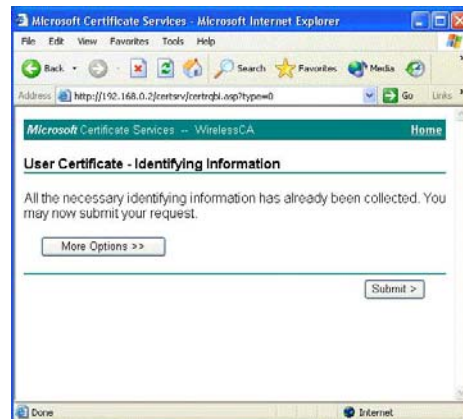 Microsoft Certificate Services - Microsoft Internet Explorer
File Edit View Favorites Tools Help
Back Search Favorites Media
Address http://192.168.0.2/certsrv/certrqbi.asp?type=0 Go Links
Microsoft Certificate Services -- WirelessCA Home
User Certificate - Identifying Information
All the necessary identifying information has already been collected. You
may now submit your request.
More Options >>
Submit >
Done Internet